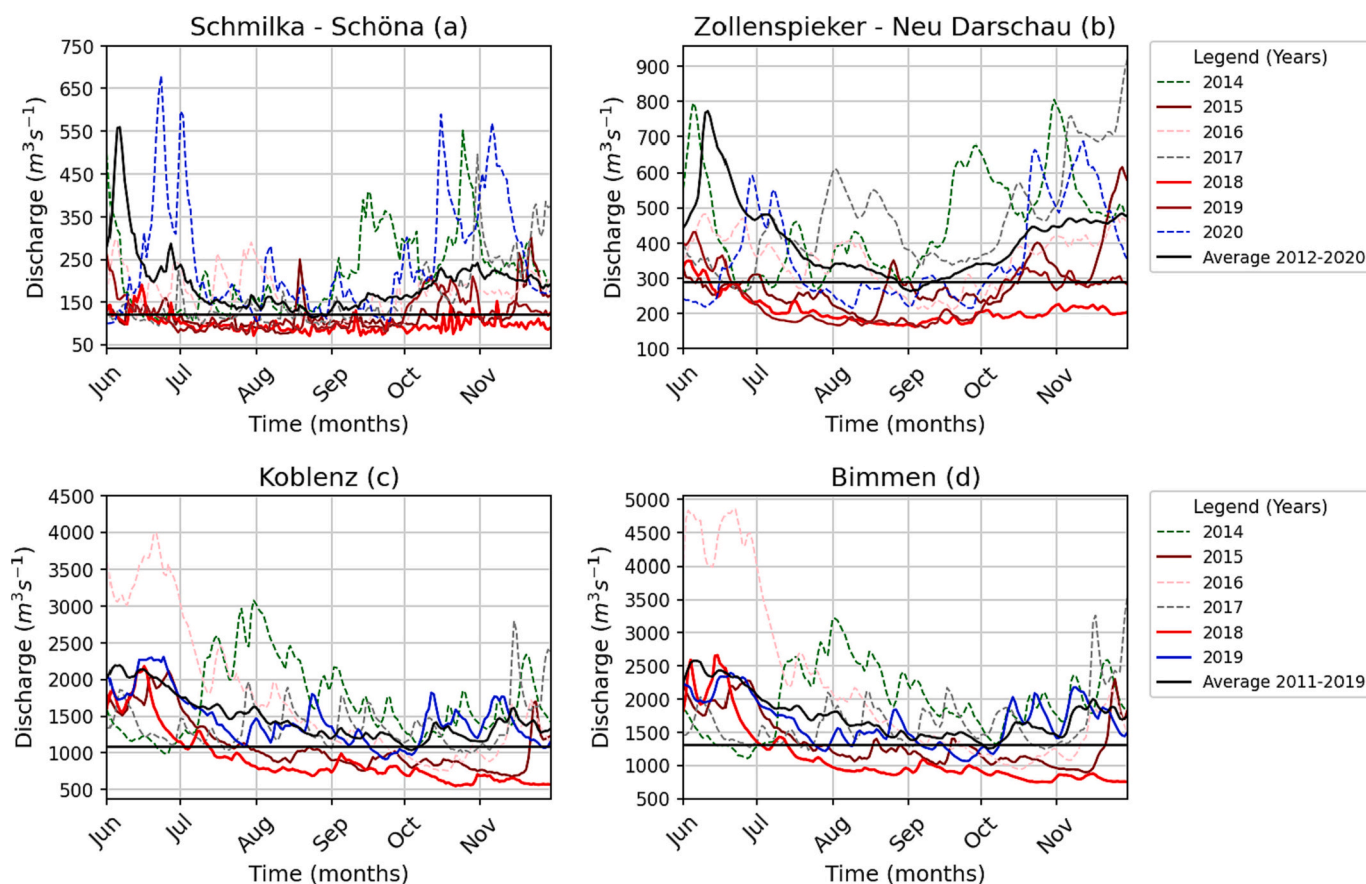 Schmilka - Schöna (a)
750
650
550
450
350
250
150
50
Discharge (m³s⁻¹)
Jun
Jul
Aug
Sep
Oct
Nov
Time (months)
Zollenspieker - Neu Darschau (b)
900
800
700
600
500
400
300
200
100
Discharge (m³s⁻¹)
Jun
Jul
Aug
Sep
Oct
Nov
Time (months)
Legend (Years)
2014
2015
2016
2017
2018
2019
2020
Average 2012-2020
Koblenz (c)
4500
4000
3500
3000
2500
2000
1500
1000
500
Discharge (m³s⁻¹)
Jun
Jul
Aug
Sep
Oct
Nov
Time (months)
Bimmen (d)
5000
4500
4000
3500
3000
2500
2000
1500
1000
500
Discharge (m³s⁻¹)
Jun
Jul
Aug
Sep
Oct
Nov
Time (months)
Legend (Years)
2014
2015
2016
2017
2018
2019
Average 2011-2019